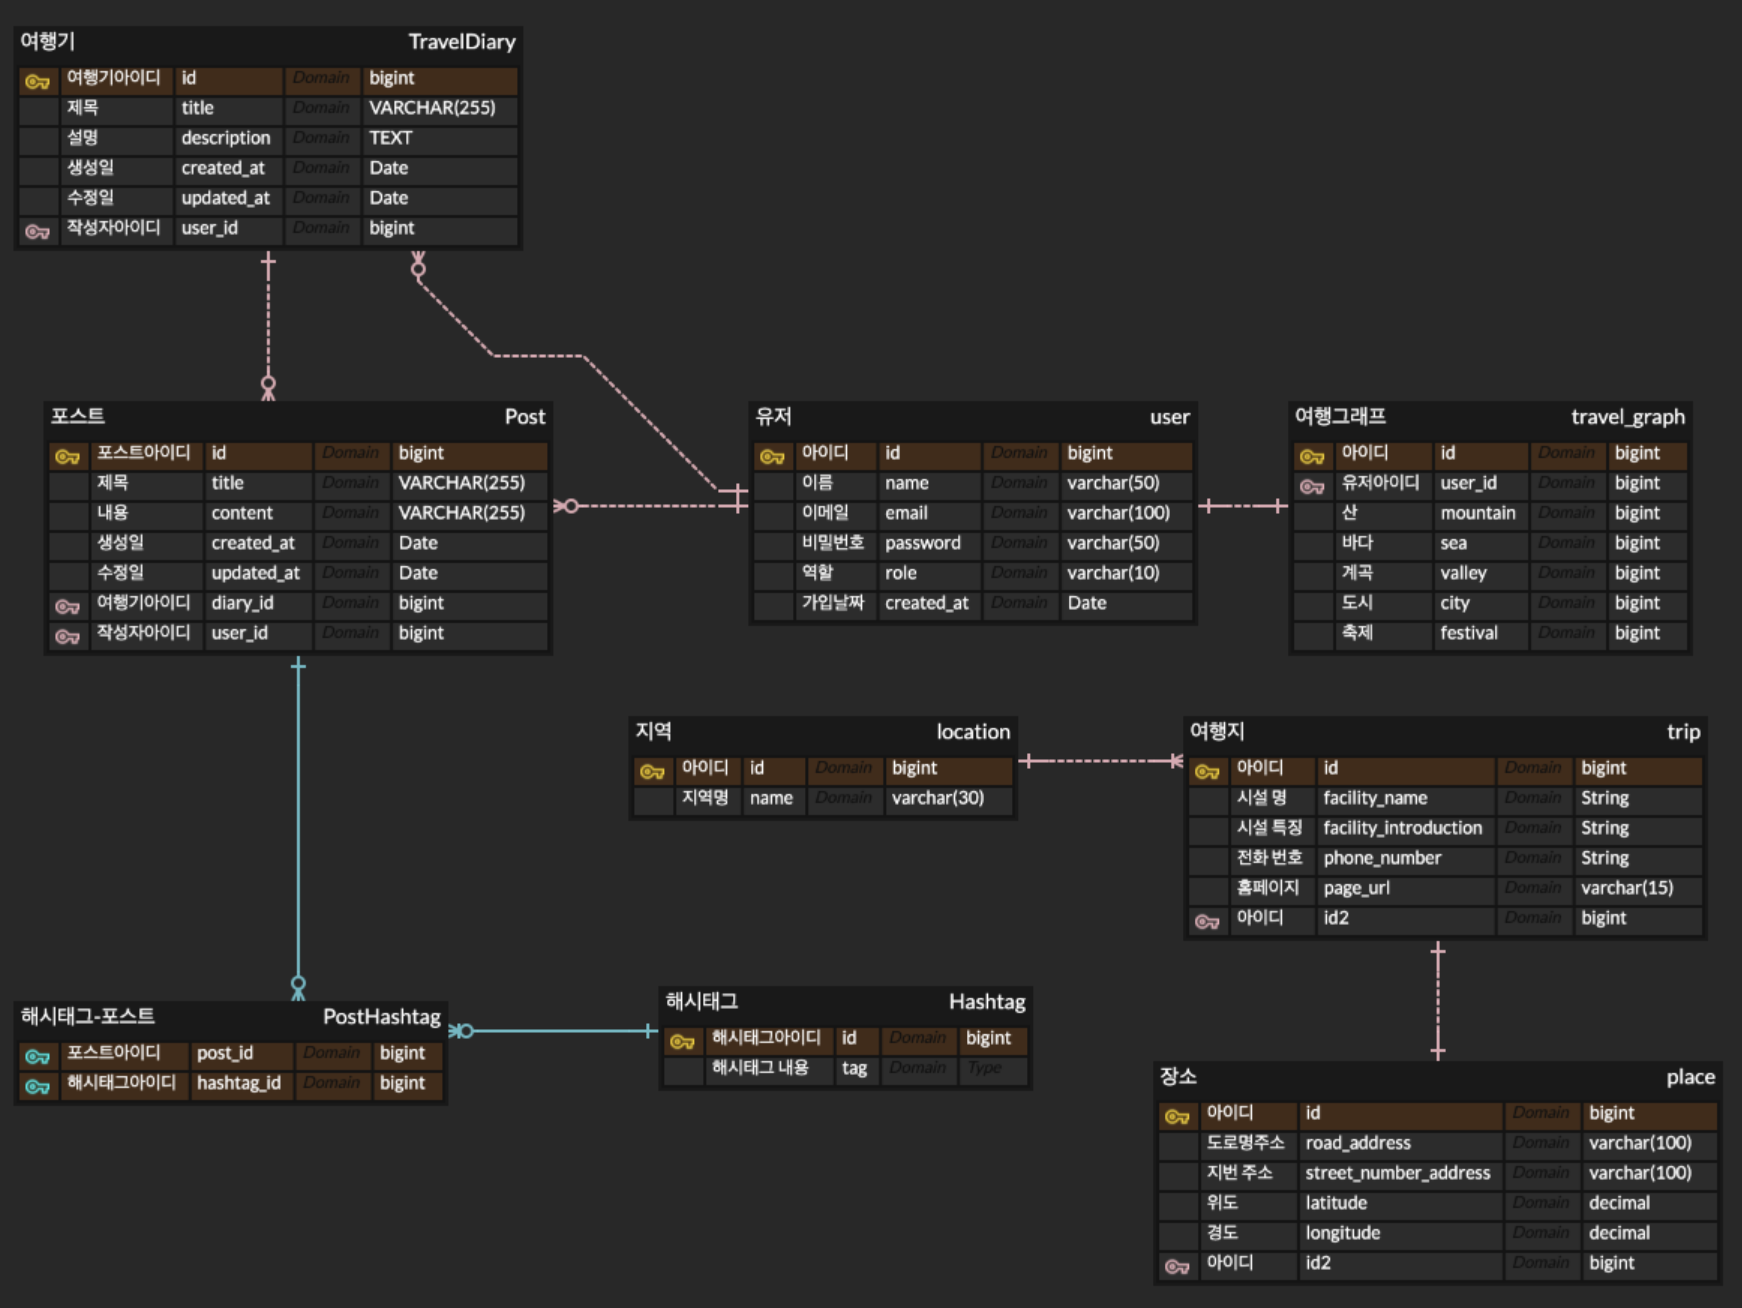 여행기 TravelDiary
여행기아이디 id Domain bigint
제목 title Domain VARCHAR(255)
설명 description Domain TEXT
생성일 created_at Domain Date
수정일 updated_at Domain Date
작성자아이디 user_id Domain bigint
포스트 Post
포스트아이디 id Domain bigint
제목 title Domain VARCHAR(255)
내용 content Domain VARCHAR(255)
생성일 created_at Domain Date
수정일 updated_at Domain Date
여행기아이디 diary_id Domain bigint
작성자아이디 user_id Domain bigint
유저 user
아이디 id Domain bigint
이름 name Domain varchar(50)
이메일 email Domain varchar(100)
비밀번호 password Domain varchar(50)
역할 role Domain varchar(10)
가입날짜 created_at Domain Date
여행그래프 travel_graph
아이디 id Domain bigint
유저아이디 user_id Domain bigint
산 mountain Domain bigint
바다 sea Domain bigint
계곡 valley Domain bigint
도시 city Domain bigint
축제 festival Domain bigint
지역 location
아이디 id Domain bigint
지역명 name Domain varchar(30)
여행지 trip
아이디 id Domain bigint
시설 명 facility_name Domain String
시설 특징 facility_introduction Domain String
전화 번호 phone_number Domain String
홈페이지 page_url Domain varchar(15)
아이디 id2 Domain bigint
해시태그-포스트 PostHashtag
포스트아이디 post_id Domain bigint
해시태그아이디 hashtag_id Domain bigint
해시태그 Hashtag
해시태그아이디 id Domain bigint
해시태그 내용 tag Domain Type
장소 place
아이디 id Domain bigint
도로명주소 road_address Domain varchar(100)
지번 주소 street_number_address Domain varchar(100)
위도 latitude Domain decimal
경도 longitude Domain decimal
아이디 id2 Domain bigint